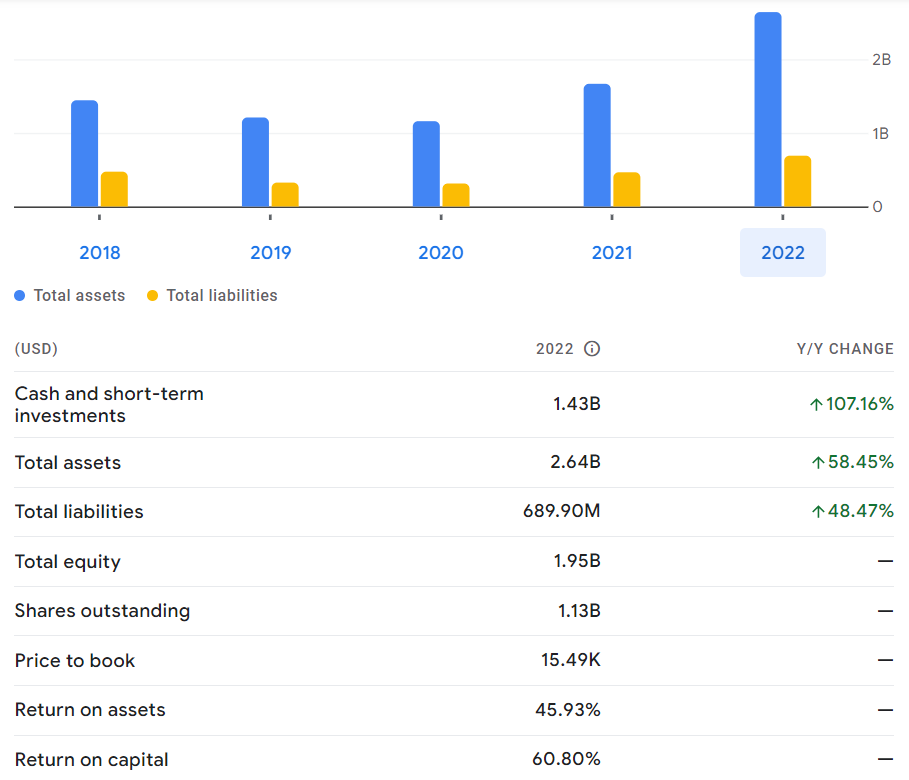 2B
1B
0
2018 2019 2020 2021 2022
Total assets Total liabilities
(USD) 2022 Y/Y CHANGE
Cash and short-term
investments
1.43B ↑107.16%
Total assets 2.64B ↑58.45%
Total liabilities 689.90M ↑48.47%
Total equity 1.95B —
Shares outstanding 1.13B —
Price to book 15.49K —
Return on assets 45.93% —
Return on capital 60.80% —